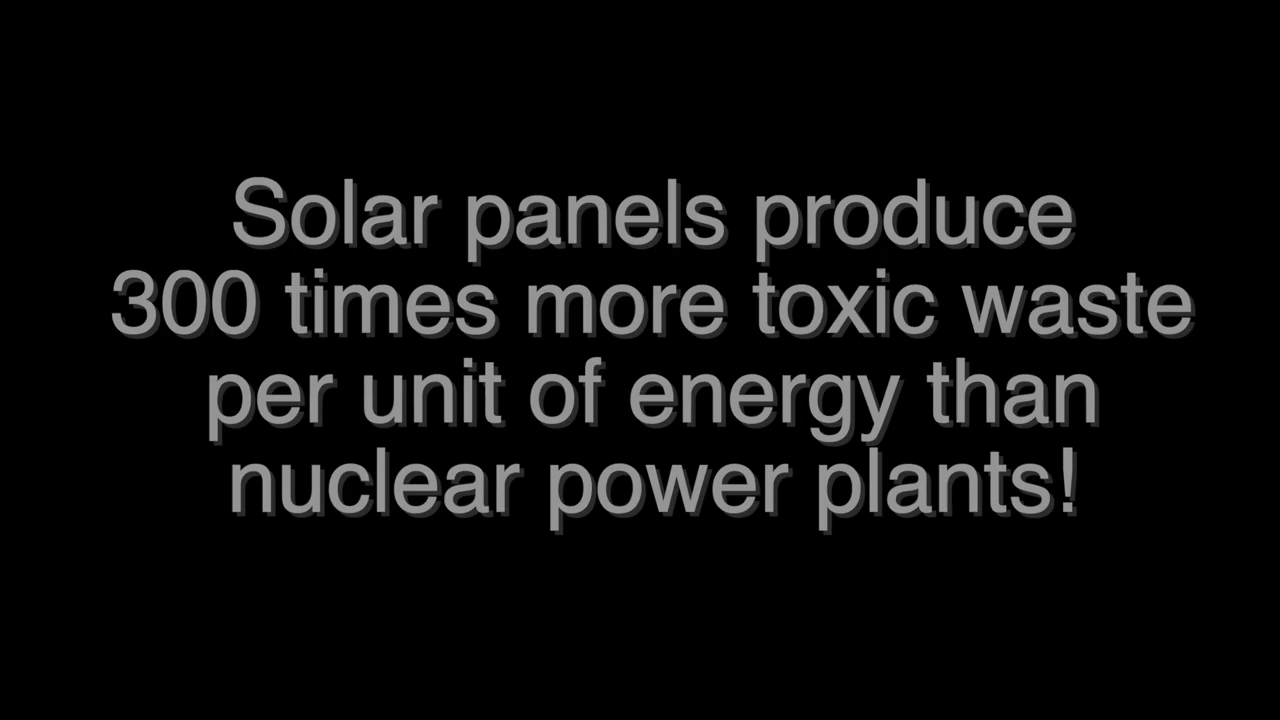 Solar panels produce
300 times more toxic waste
per unit of energy than
nuclear power plants!